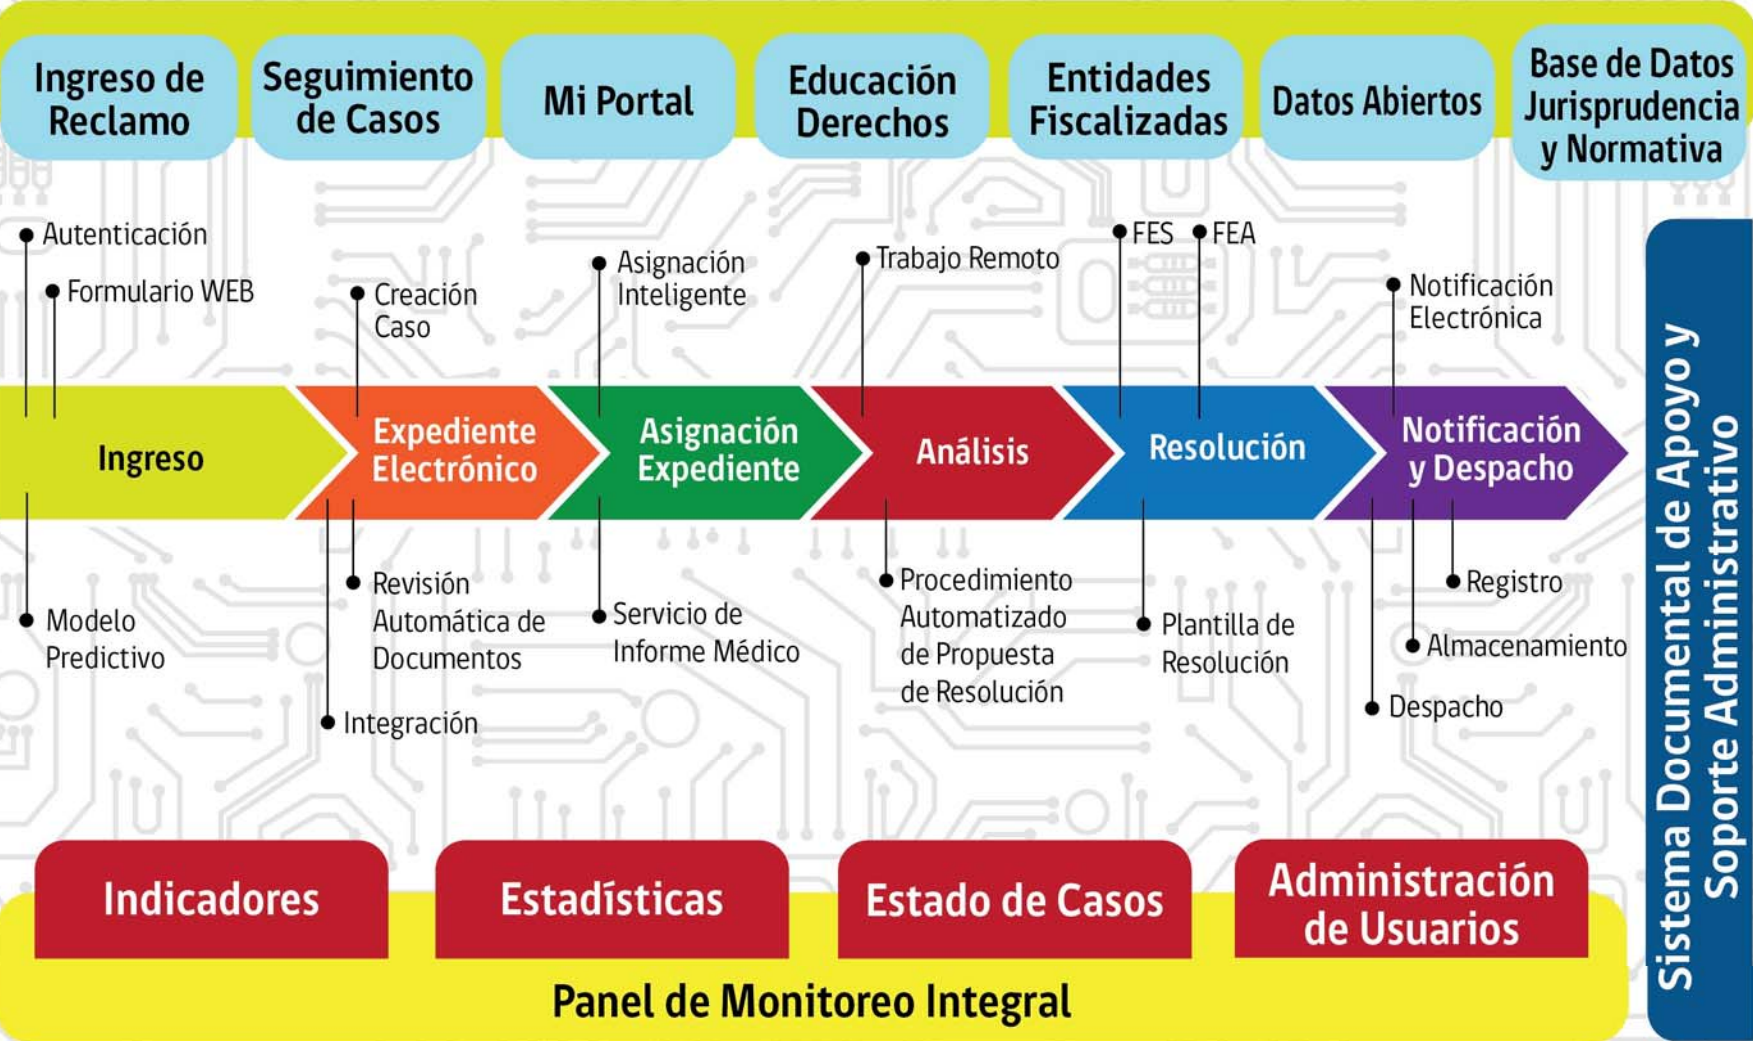 Ingreso de
Reclamo
Seguimiento
de Casos
Mi Portal
Educación
Derechos
Entidades
Fiscalizadas
Datos Abiertos
Base de Datos
Jurisprudencia
y Normativa
Autenticación
Formulario WEB
Creación
Caso
Asignación
Inteligente
Trabajo Remoto
FES
FEA
Notificación
Electrónica
Ingreso
Expediente
Electrónico
Asignación
Expediente
Análisis
Resolución
Notificación
y Despacho
Modelo
Predictivo
Revisión
Automática de
Documentos
Integración
Servicio de
Informe Médico
Procedimiento
Automatizado
de Propuesta
de Resolución
Plantilla de
Resolución
Registro
Almacenamiento
Despacho
Sistema Documental de Apoyo y
Soporte Administrativo
Indicadores
Estadísticas
Estado de Casos
Administración
de Usuarios
Panel de Monitoreo Integral